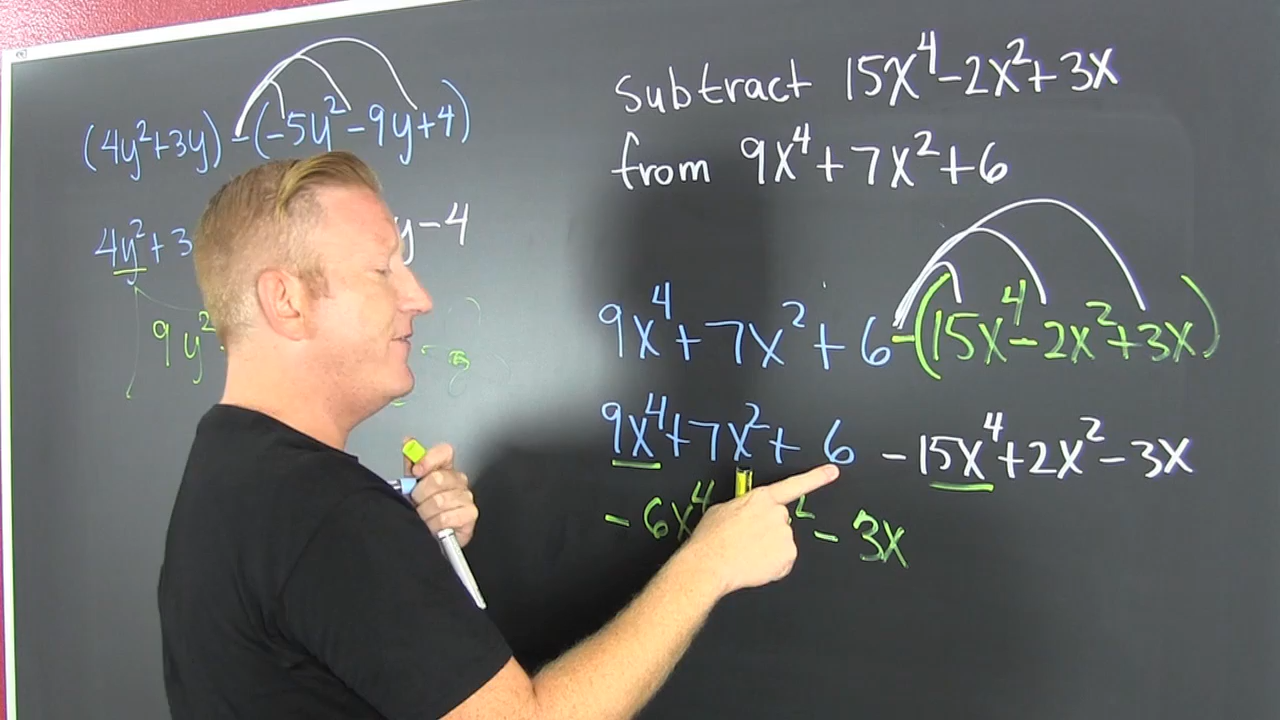 (4y²+3y) -(-5y²-9y+4)
4y²+3 y-4
9y²
subtract 15x⁴-2x²+3x
from 9x⁴+7x²+6
9x⁴+7x²+6-(15x⁴-2x²+3x)
9x⁴+7x²+6 -15x⁴+2x²-3x
-6x⁴ ² -3x